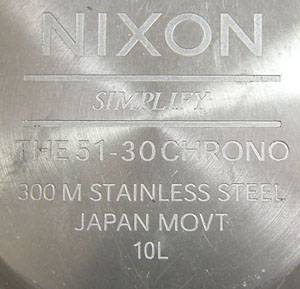 NIXON
SIMPLIFY
THE 51-30 CHRONO
300 M STAINLESS STEEL
JAPAN MOVT
10L